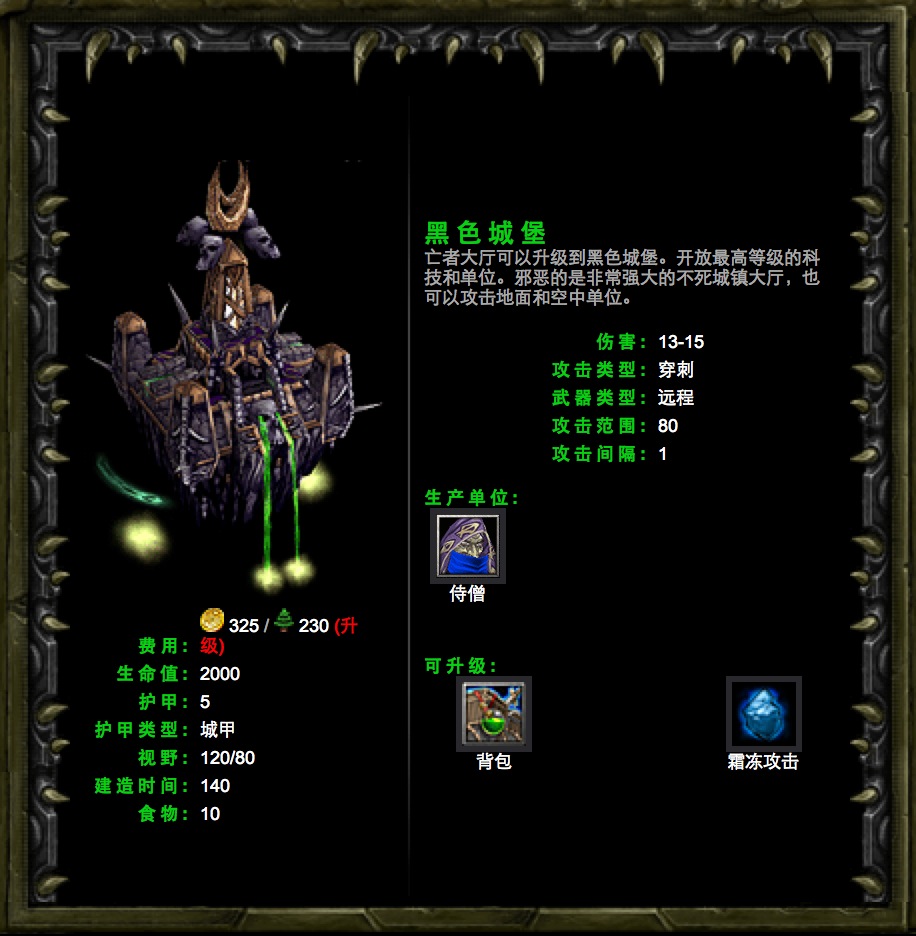 黑色城堡
亡者大厅可以升级到黑色城堡。开放最高等级的科
技和单位。邪恶的是非常强大的不死城镇大厅，也
可以攻击地面和空中单位。
伤害： 13-15
攻击类型： 穿刺
武器类型： 远程
攻击范围： 80
攻击间隔： 1
生产单位：
侍僧
可升级：
背包
霜冻攻击
325 / 230 (升
费用： 级)
生命值： 2000
护甲： 5
护甲类型： 城甲
视野： 120/80
建造时间： 140
食物： 10